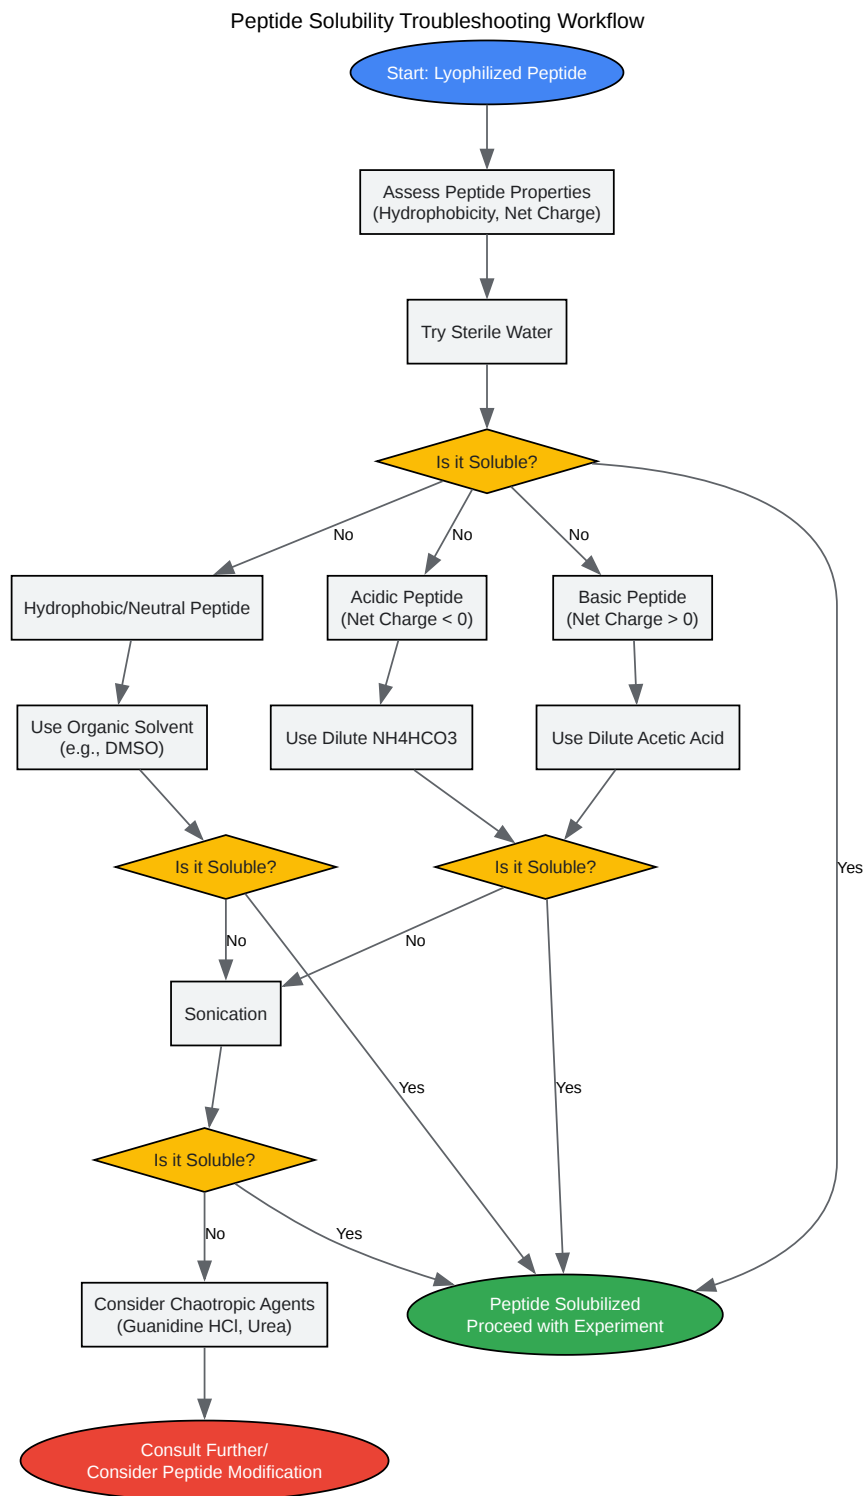 Peptide Solubility Troubleshooting Workflow
Start: Lyophilized Peptide
Assess Peptide Properties
(Hydrophobicity, Net Charge)
Try Sterile Water
Is it Soluble?
No
No
No
Hydrophobic/Neutral Peptide
Acidic Peptide
(Net Charge < 0)
Basic Peptide
(Net Charge > 0)
Use Organic Solvent
(e.g., DMSO)
Use Dilute NH4HCO3
Use Dilute Acetic Acid
Is it Soluble?
Is it Soluble?
Yes
No
No
Sonication
Yes
Yes
Is it Soluble?
No
Yes
Consider Chaotropic Agents
(Guanidine HCl, Urea)
Peptide Solubilized
Proceed with Experiment
Consult Further/
Consider Peptide Modification